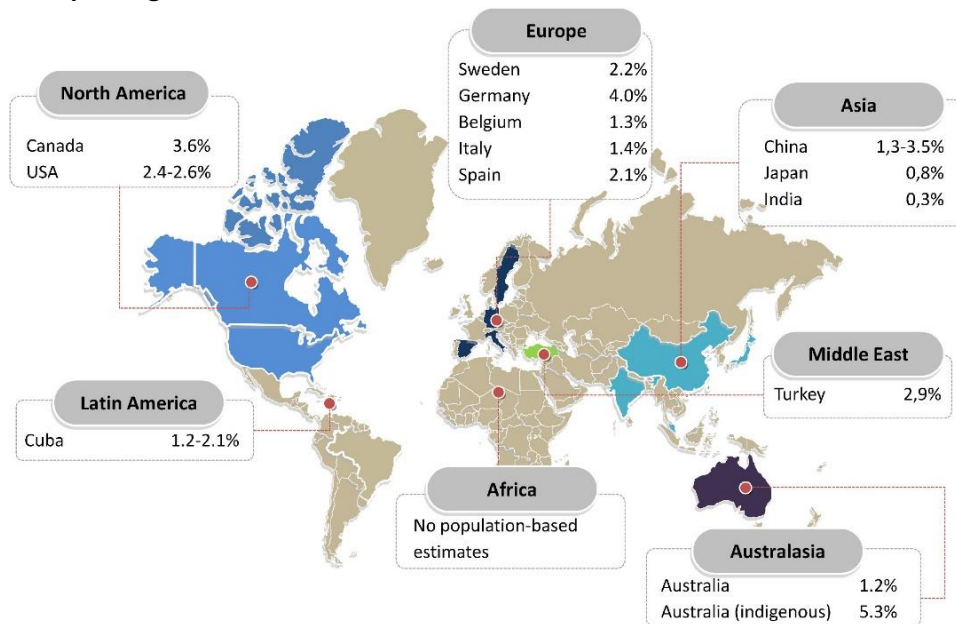 North America
Canada 3.6%
USA 2.4-2.6%
Europe
Sweden 2.2%
Germany 4.0%
Belgium 1.3%
Italy 1.4%
Spain 2.1%
Asia
China 1,3-3.5%
Japan 0,8%
India 0,3%
Latin America
Cuba 1.2-2.1%
Middle East
Turkey 2,9%
Africa
No population-based
estimates
Australasia
Australia 1.2%
Australia (indigenous) 5.3%